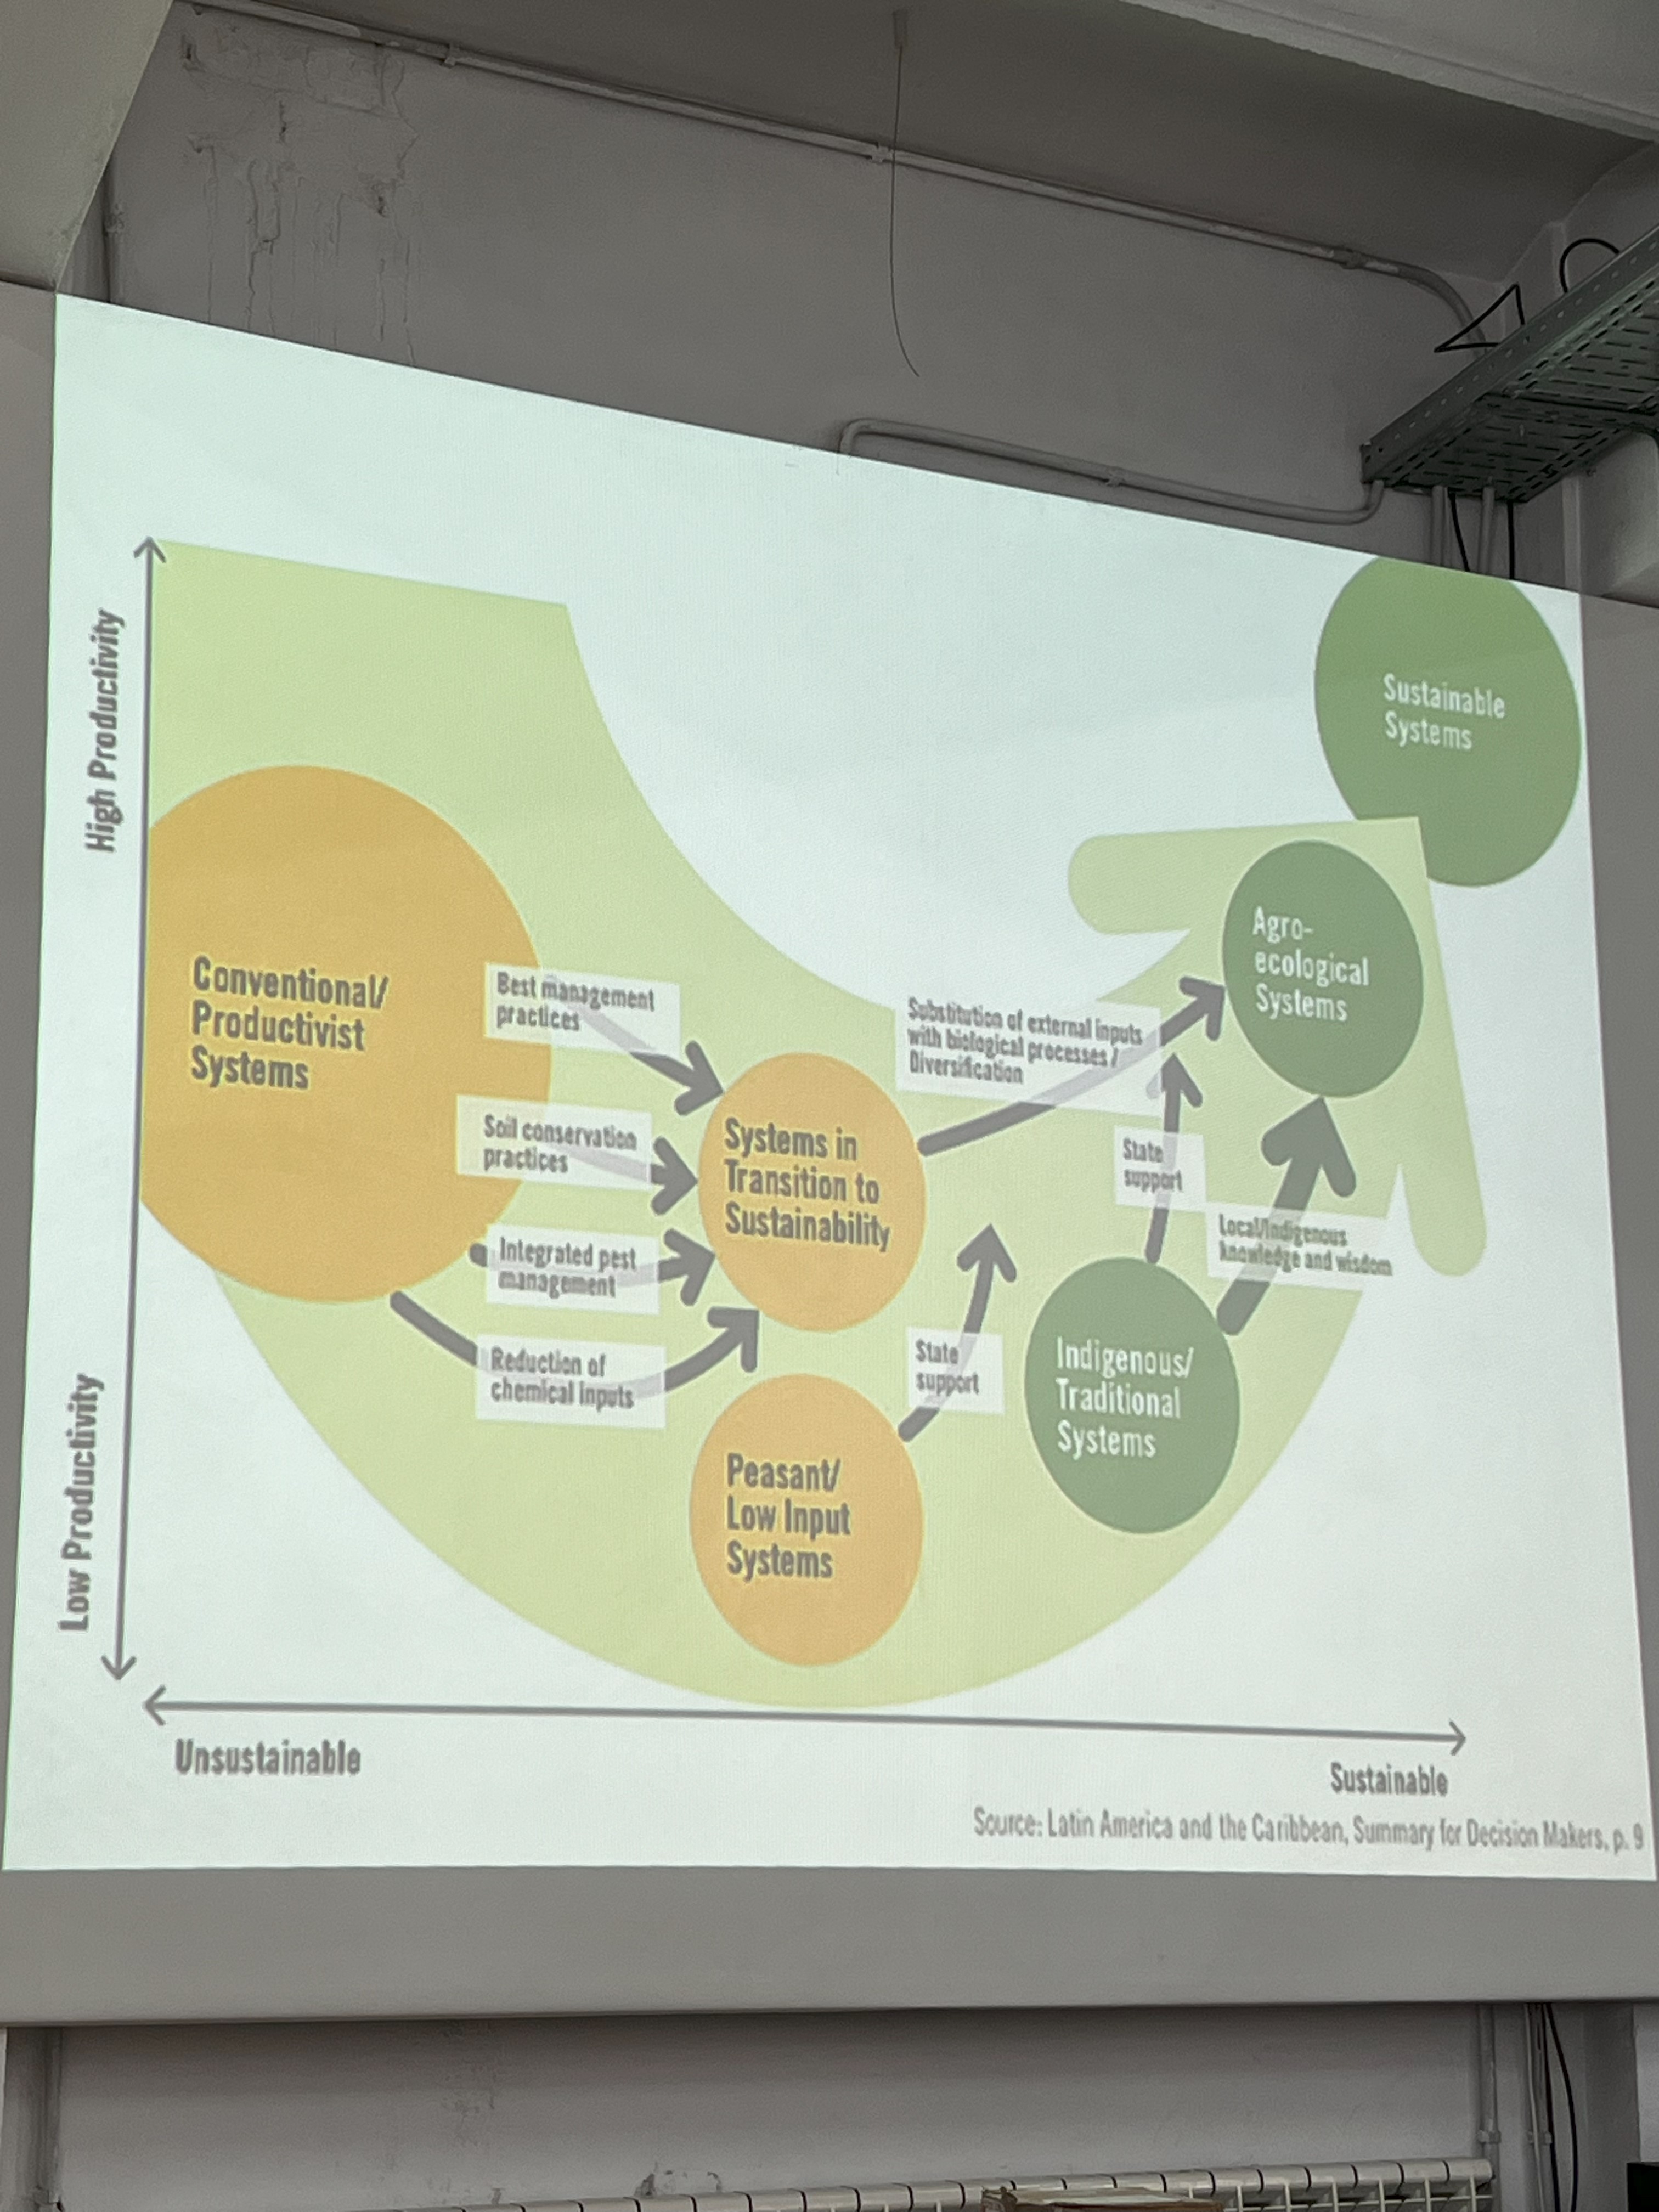 High Productivity
Low Productivity
Conventional/
Productivist
Systems
Best management
practices
Soil conservation
practices
Integrated pest
management
Reduction of
chemical inputs
Systems in
Transition to
Sustainability
Peasant/
Low Input
Systems
Substitution of external inputs
with biological processes /
Diversification
State
support
State
support
Indigenous/
Traditional
Systems
Local/Indigenous
knowledge and wisdom
Agro-
ecological
Systems
Sustainable
Systems
Unsustainable
Sustainable
Source: Latin America and the Caribbean, Summary for Decision Makers, p. 9